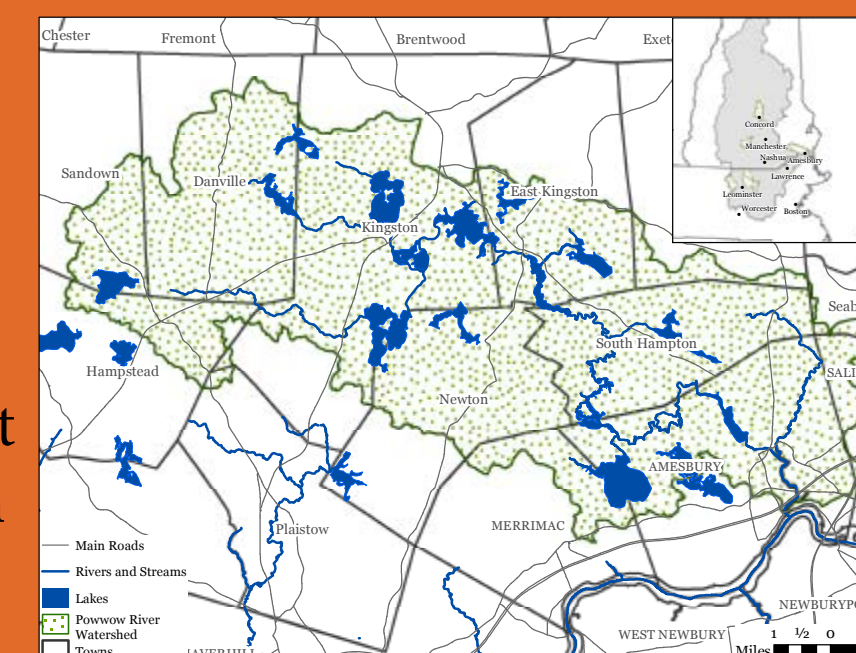 Chester
Fremont
Brentwood
Concord
Manchester
Nashua
Amesbury
Lawrence
Leominster
Worcester
Boston
Sandown
Danville
East Kingston
Kingston
South Hampton
Hampstead
Newton
t
AMESBURY
MERRIMAC
Plaistow
Main Roads
Rivers and Streams
Lakes
Powwow River
Watershed
Towns
WEST NEWBURY
1 ½ 0
Miles